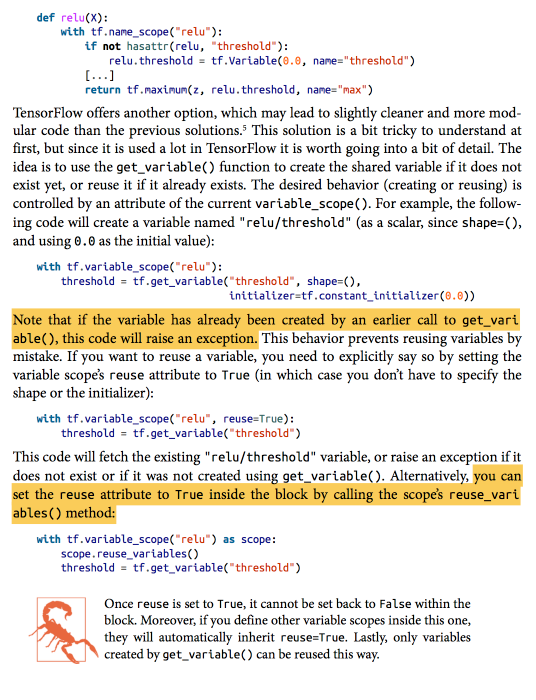 def relu(X):
    with tf.name_scope("relu"):
        if not hasattr(relu, "threshold"):
            relu.threshold = tf.Variable(0.0, name="threshold")
        [...]
        return tf.maximum(z, relu.threshold, name="max")
TensorFlow offers another option, which may lead to slightly cleaner and more mod-
ular code than the previous solutions.⁵ This solution is a bit tricky to understand at
first, but since it is used a lot in TensorFlow it is worth going into a bit of detail. The
idea is to use the get_variable() function to create the shared variable if it does not
exist yet, or reuse it if it already exists. The desired behavior (creating or reusing) is
controlled by an attribute of the current variable_scope(). For example, the follow-
ing code will create a variable named "relu/threshold" (as a scalar, since shape=(),
and using 0.0 as the initial value):
with tf.variable_scope("relu"):
    threshold = tf.get_variable("threshold", shape=(),
                                initializer=tf.constant_initializer(0.0))
Note that if the variable has already been created by an earlier call to get_vari
able(), this code will raise an exception. This behavior prevents reusing variables by
mistake. If you want to reuse a variable, you need to explicitly say so by setting the
variable scope's reuse attribute to True (in which case you don't have to specify the
shape or the initializer):
with tf.variable_scope("relu", reuse=True):
    threshold = tf.get_variable("threshold")
This code will fetch the existing "relu/threshold" variable, or raise an exception if it
does not exist or if it was not created using get_variable(). Alternatively, you can
set the reuse attribute to True inside the block by calling the scope's reuse_vari
ables() method:
with tf.variable_scope("relu") as scope:
    scope.reuse_variables()
    threshold = tf.get_variable("threshold")
Once reuse is set to True, it cannot be set back to False within the
block. Moreover, if you define other variable scopes inside this one,
they will automatically inherit reuse=True. Lastly, only variables
created by get_variable() can be reused this way.